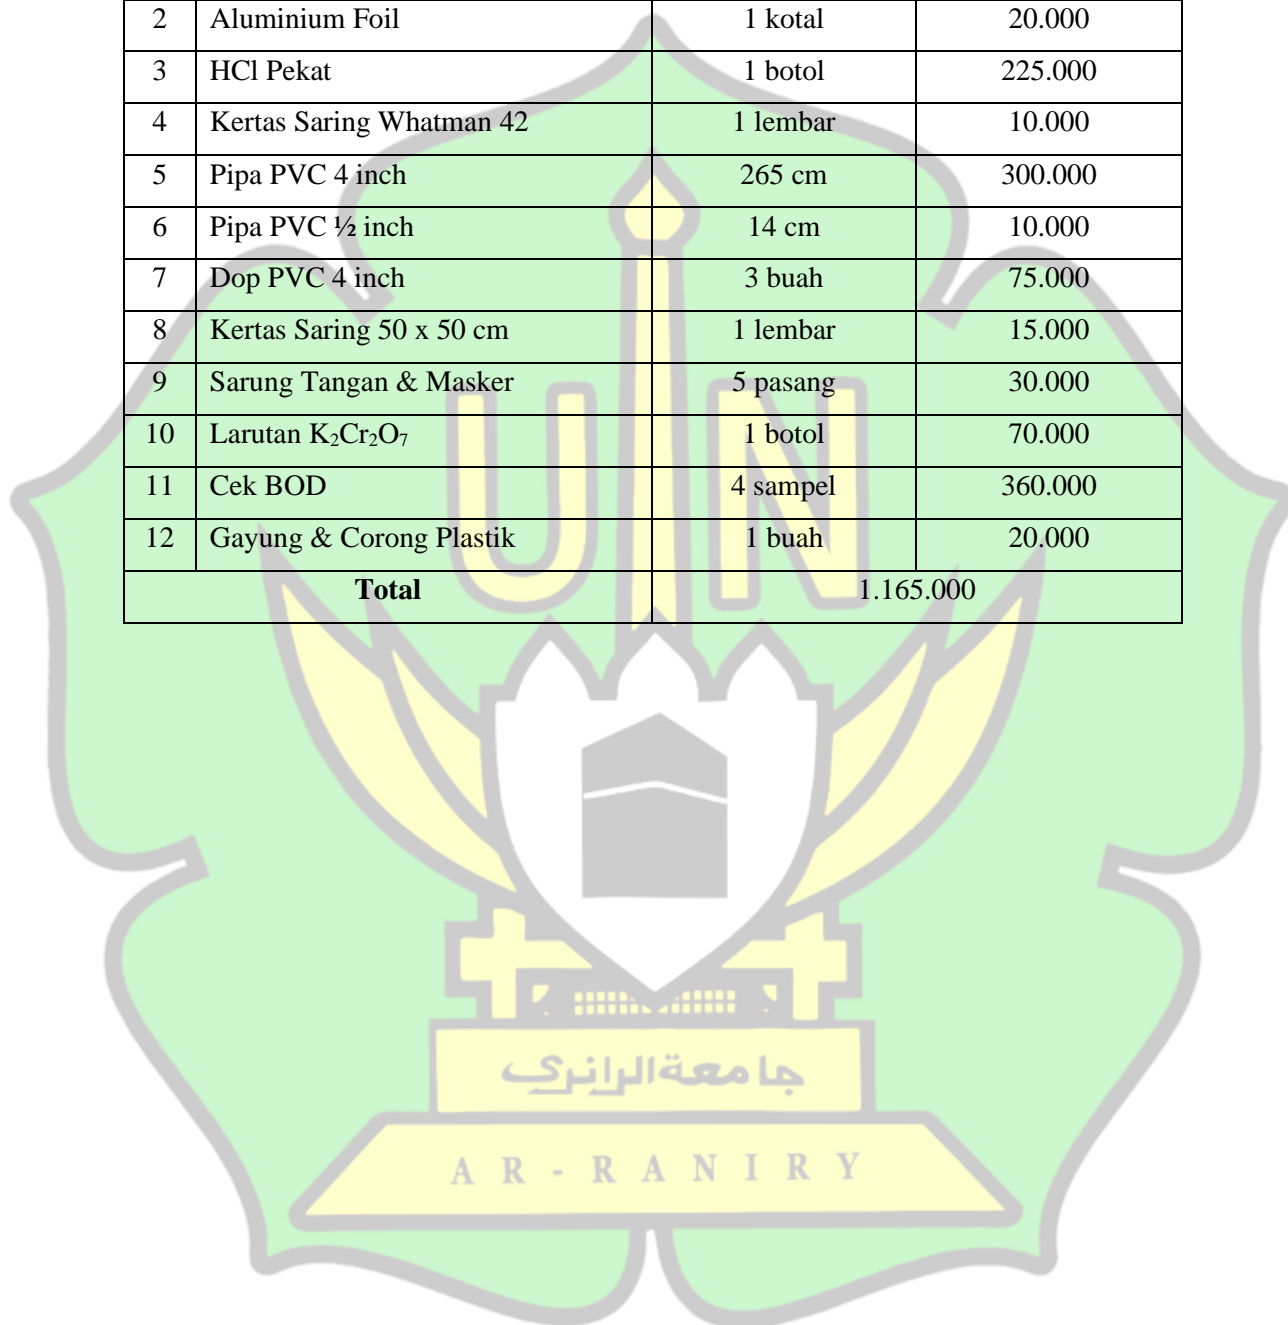 2 Aluminium Foil 1 kotal 20.000
3 HCl Pekat 1 botol 225.000
4 Kertas Saring Whatman 42 1 lembar 10.000
5 Pipa PVC 4 inch 265 cm 300.000
6 Pipa PVC ½ inch 14 cm 10.000
7 Dop PVC 4 inch 3 buah 75.000
8 Kertas Saring 50 x 50 cm 1 lembar 15.000
9 Sarung Tangan & Masker 5 pasang 30.000
10 Larutan K₂Cr₂O₇ 1 botol 70.000
11 Cek BOD 4 sampel 360.000
12 Gayung & Corong Plastik 1 buah 20.000
Total 1.165.000
UIN
جامعة الرانري
AR-RANIRY